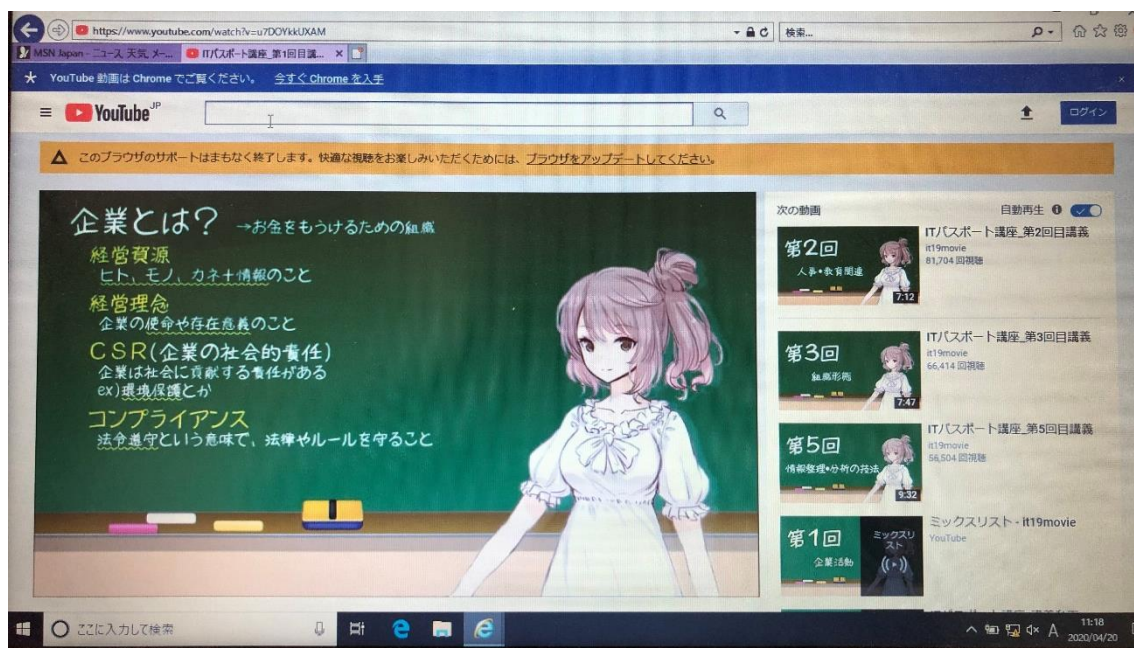 https://www.youtube.com/watch?v=u7DOYkkUXAM
検索...
MSN Japan - ニュース, 天気, メー...
ITパスポート講座_第1回目講...
YouTube 動画は Chrome でご覧ください。 今すぐ Chrome を入手
YouTube JP
ログイン
このブラウザのサポートはまもなく終了します。快適な視聴をお楽しみいただくためには、ブラウザをアップデートしてください。
企業とは? →お金をもうけるための組織
経営資源
ヒト、モノ、カネ+情報のこと
経営理念
企業の使命や存在意義のこと
CSR(企業の社会的責任)
企業は社会に貢献する責任がある
ex)環境保護とか
コンプライアンス
法令遵守という意味で、法律やルールを守ること
次の動画
自動再生
第2回
人事・教育関連
7:12
ITパスポート講座_第2回目講義
it19movie
81,704 回視聴
第3回
組織形態
7:47
ITパスポート講座_第3回目講義
it19movie
66,414 回視聴
第5回
情報整理・分析の技法
9:32
ITパスポート講座_第5回目講義
it19movie
56,504 回視聴
第1回
企業活動
ミックスリスト
ミックスリスト - it19movie
YouTube
ここに入力して検索
A
11:18
2020/04/20